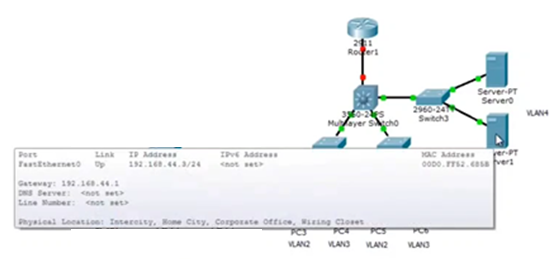 2911
Router1
3560-24PS
Multilayer Switch0
2960-24TT
Switch3
Server-PT
Server0
VLAN4
Port Link IP Address IPv6 Address MAC Address
FastEthernet0 Up 192.168.44.3/24 <not set> 00D0.FF52.685B
Gateway: 192.168.44.1
DNS Server: <not set>
Line Number: <not set>
Physical Location: Intercity, Home City, Corporate Office, Wiring Closet
PC3 PC4 PC5 PC6
VLAN2 VLAN3 VLAN2 VLAN3